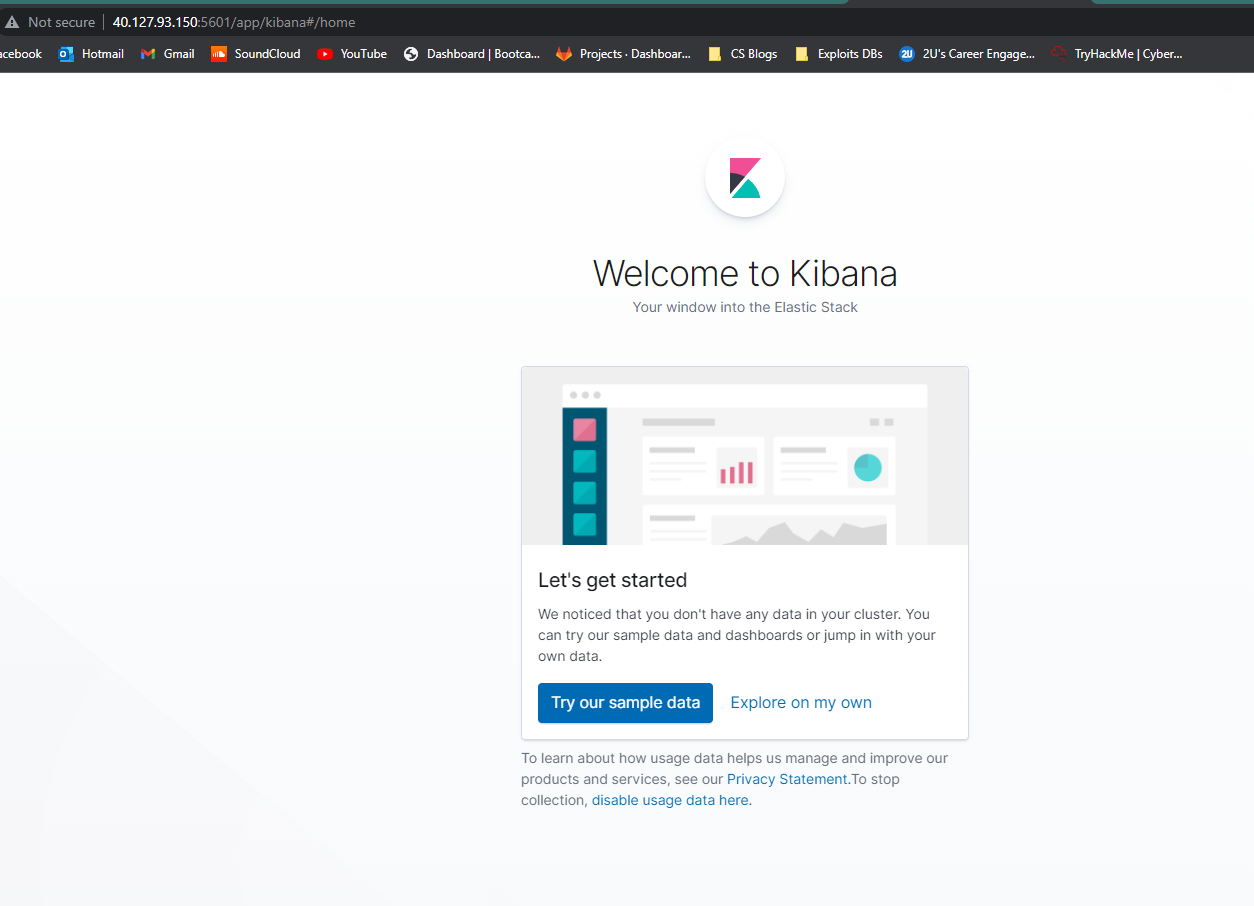 Not secure 40.127.93.150:5601/app/kibana#/home
acebook Hotmail Gmail SoundCloud YouTube Dashboard | Bootca... Projects · Dashboar... CS Blogs Exploits DBs 2U 2U's Career Engage... TryHackMe | Cyber...
Welcome to Kibana
Your window into the Elastic Stack
Let's get started
We noticed that you don't have any data in your cluster. You
can try our sample data and dashboards or jump in with your
own data.
Try our sample data Explore on my own
To learn about how usage data helps us manage and improve our
products and services, see our Privacy Statement.To stop
collection, disable usage data here.